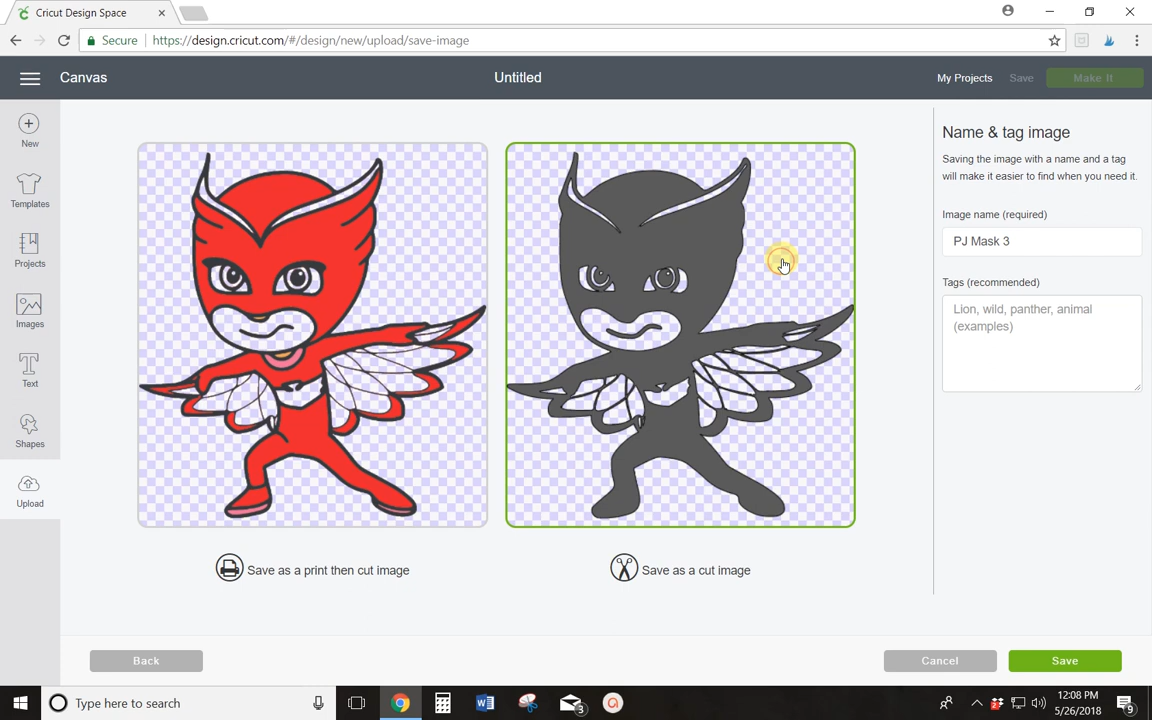 Cricut Design Space
Secure
https://design.cricut.com/#/design/new/upload/save-image
Canvas
Untitled
My Projects
Save
Make It
New
Templates
Projects
Images
Text
Shapes
Upload
Save as a print then cut image
Save as a cut image
Name & tag image
Saving the image with a name and a tag
will make it easier to find when you need it.
Image name (required)
PJ Mask 3
Tags (recommended)
Lion, wild, panther, animal
(examples)
Back
Cancel
Save
Type here to search
3
2
12:08 PM
5/26/2018
9